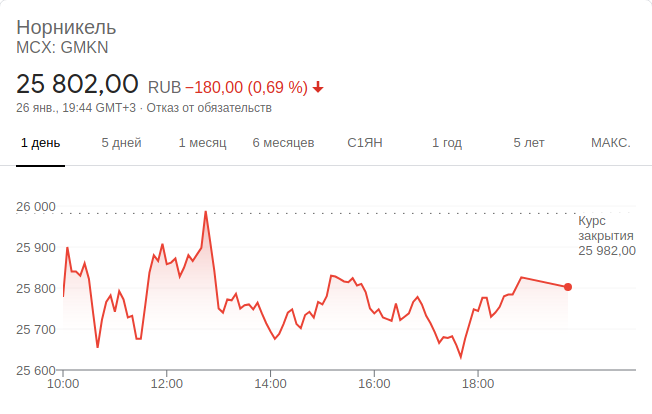 Норникель
MCX: GMKN
25 802,00 RUB −180,00 (0,69 %)
26 янв., 19:44 GMT+3 · Отказ от обязательств
1 день 5 дней 1 месяц 6 месяцев С1ЯН 1 год 5 лет МАКС.
26 000
Курс
закрытия
25 982,00
25 900
25 800
25 700
25 600
10:00 12:00 14:00 16:00 18:00